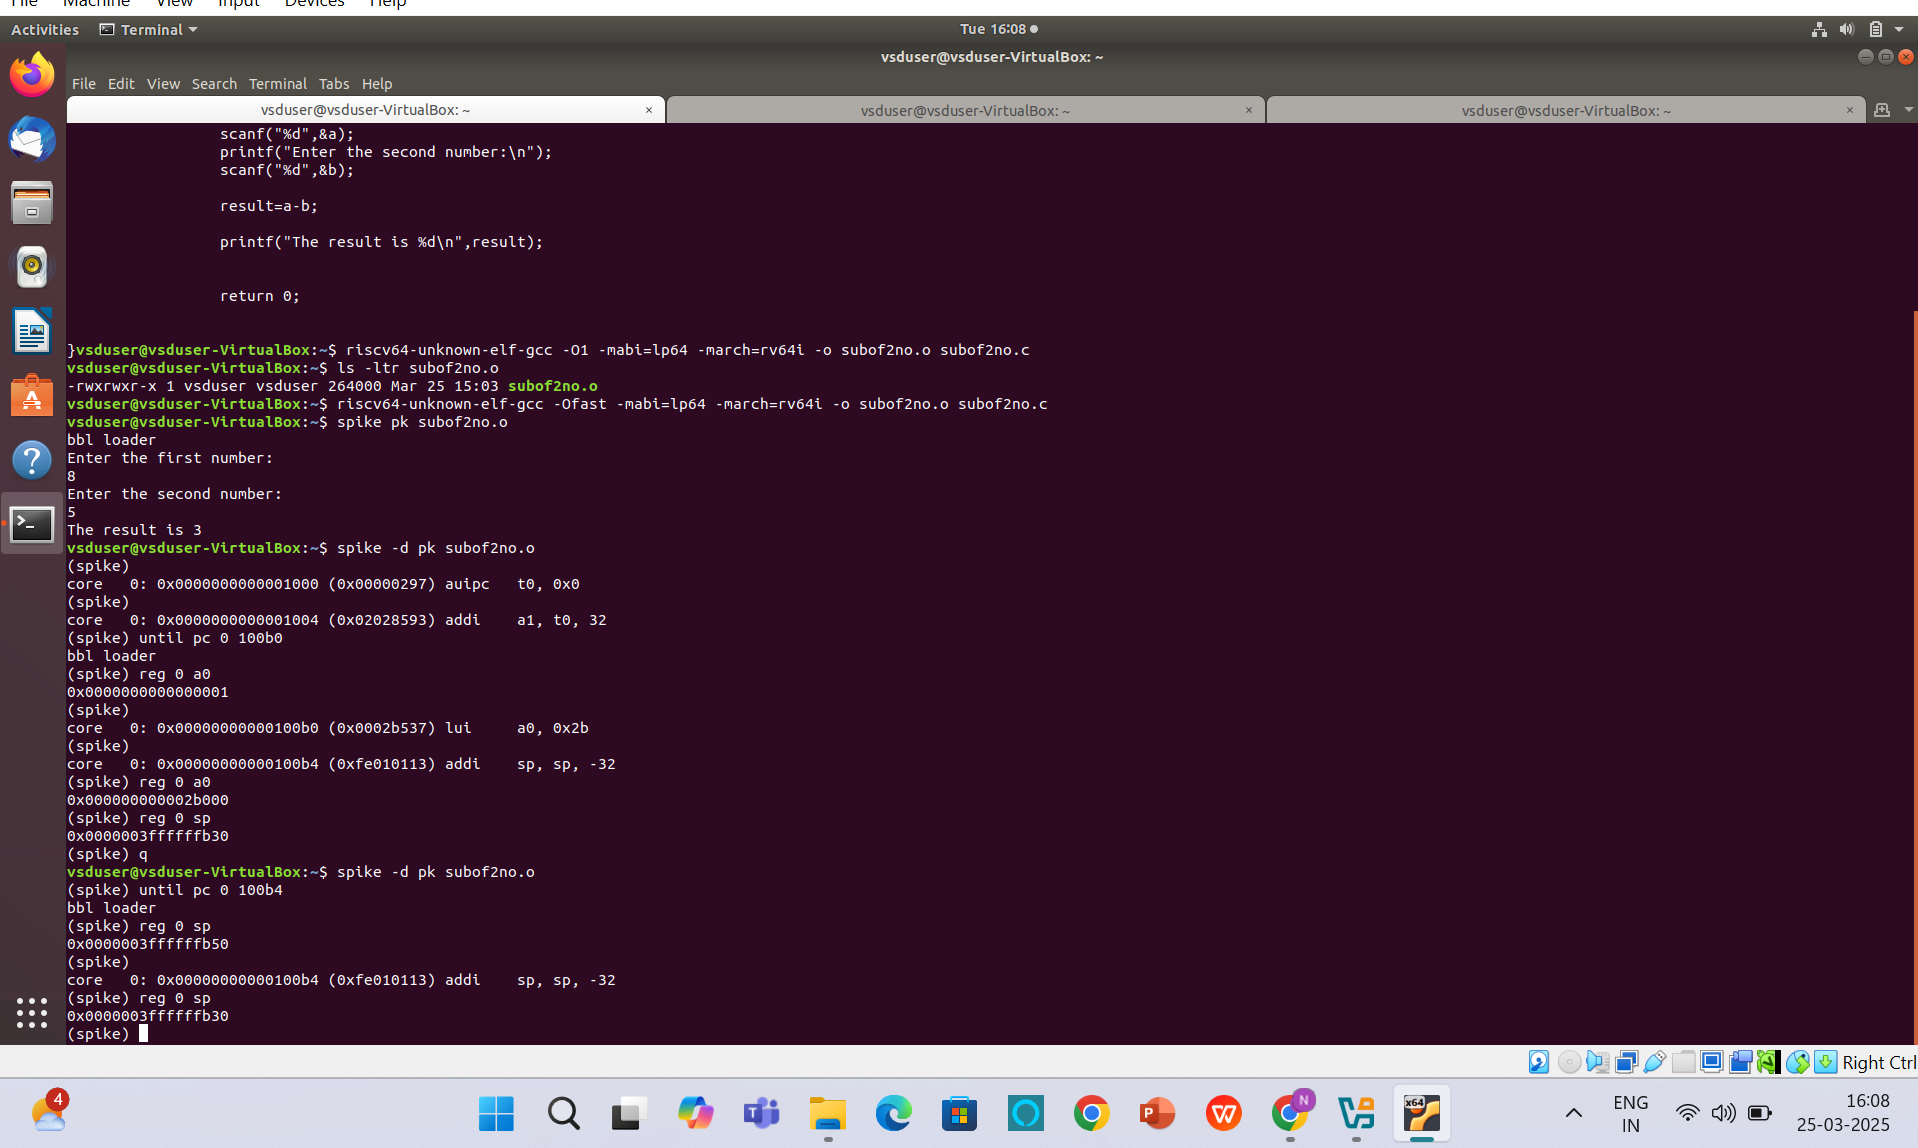 File Machine View Input Devices Help
Activities Terminal Tue 16:08
vsduser@vsduser-VirtualBox: ~
File Edit View Search Terminal Tabs Help
vsduser@vsduser-VirtualBox: ~ × vsduser@vsduser-VirtualBox: ~ × vsduser@vsduser-VirtualBox: ~ ×
scanf("%d",&a);
printf("Enter the second number:\n");
scanf("%d",&b);
result=a-b;
printf("The result is %d\n",result);
return 0;
}vsduser@vsduser-VirtualBox:~$ riscv64-unknown-elf-gcc -O1 -mabi=lp64 -march=rv64i -o subof2no.o subof2no.c
vsduser@vsduser-VirtualBox:~$ ls -ltr subof2no.o
-rwxrwxr-x 1 vsduser vsduser 264000 Mar 25 15:03 subof2no.o
vsduser@vsduser-VirtualBox:~$ riscv64-unknown-elf-gcc -Ofast -mabi=lp64 -march=rv64i -o subof2no.o subof2no.c
vsduser@vsduser-VirtualBox:~$ spike pk subof2no.o
bbl loader
Enter the first number:
8
Enter the second number:
5
The result is 3
vsduser@vsduser-VirtualBox:~$ spike -d pk subof2no.o
(spike)
core   0: 0x0000000000001000 (0x00000297) auipc   t0, 0x0
(spike)
core   0: 0x0000000000001004 (0x02028593) addi    a1, t0, 32
(spike) until pc 0 100b0
bbl loader
(spike) reg 0 a0
0x0000000000000001
(spike)
core   0: 0x00000000000100b0 (0x0002b537) lui     a0, 0x2b
(spike)
core   0: 0x00000000000100b4 (0xfe010113) addi    sp, sp, -32
(spike) reg 0 a0
0x000000000002b000
(spike) reg 0 sp
0x0000003ffffffb30
(spike) q
vsduser@vsduser-VirtualBox:~$ spike -d pk subof2no.o
(spike) until pc 0 100b4
bbl loader
(spike) reg 0 sp
0x0000003ffffffb50
(spike)
core   0: 0x00000000000100b4 (0xfe010113) addi    sp, sp, -32
(spike) reg 0 sp
0x0000003ffffffb30
(spike)
Right Ctrl
4
N
x64
ENG
IN
16:08
25-03-2025